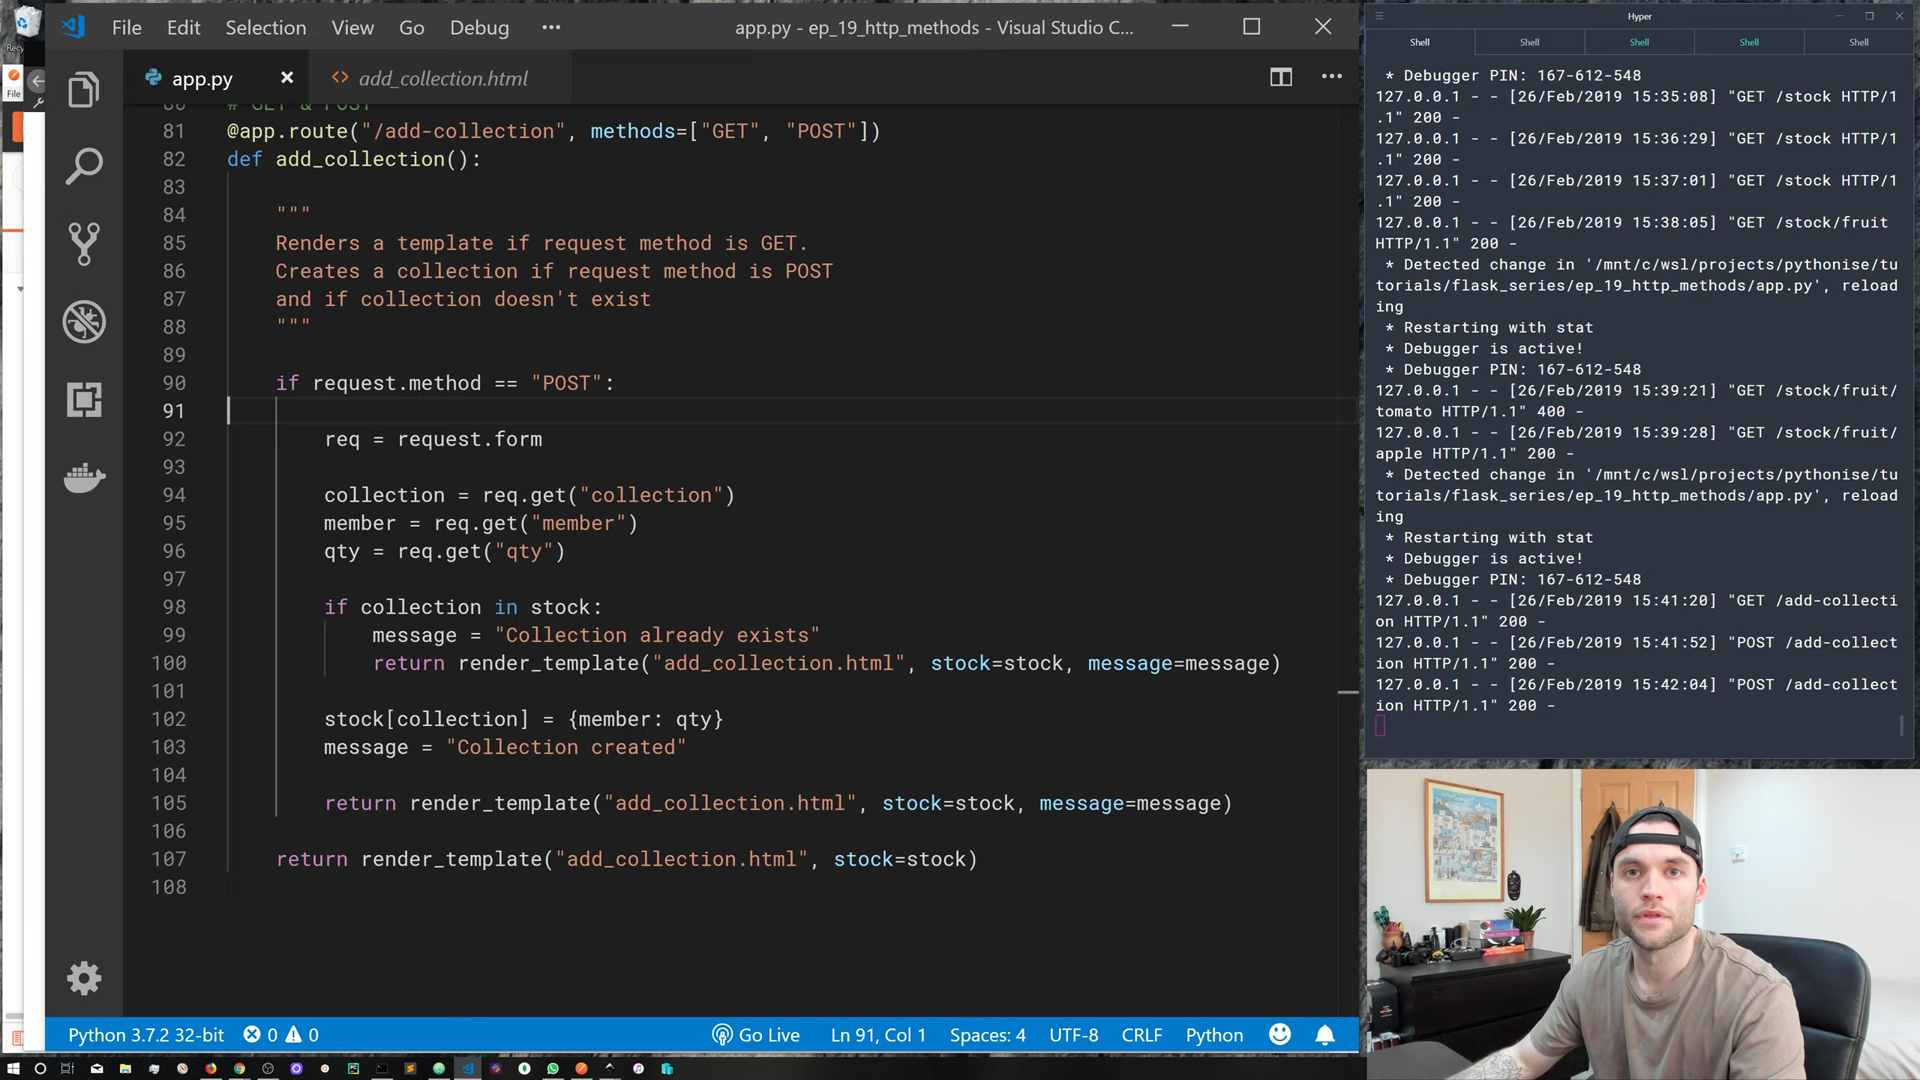 File Edit Selection View Go Debug ··· app.py - ep_19_http_methods - Visual Studio C...
app.py add_collection.html
# GET & POST
81 @app.route("/add-collection", methods=["GET", "POST"])
82 def add_collection():
83
84 """
85 Renders a template if request method is GET.
86 Creates a collection if request method is POST
87 and if collection doesn't exist
88 """
89
90 if request.method == "POST":
91
92 req = request.form
93
94 collection = req.get("collection")
95 member = req.get("member")
96 qty = req.get("qty")
97
98 if collection in stock:
99 message = "Collection already exists"
100 return render_template("add_collection.html", stock=stock, message=message)
101
102 stock[collection] = {member: qty}
103 message = "Collection created"
104
105 return render_template("add_collection.html", stock=stock, message=message)
106
107 return render_template("add_collection.html", stock=stock)
108
Python 3.7.2 32-bit 0 0 Go Live Ln 91, Col 1 Spaces: 4 UTF-8 CRLF Python
File
Hyper
Shell Shell Shell Shell Shell
* Debugger PIN: 167-612-548
127.0.0.1 - - [26/Feb/2019 15:35:08] "GET /stock HTTP/1
.1" 200 -
127.0.0.1 - - [26/Feb/2019 15:36:29] "GET /stock HTTP/1
.1" 200 -
127.0.0.1 - - [26/Feb/2019 15:37:01] "GET /stock HTTP/1
.1" 200 -
127.0.0.1 - - [26/Feb/2019 15:38:05] "GET /stock/fruit
HTTP/1.1" 200 -
* Detected change in '/mnt/c/wsl/projects/pythonise/tu
torials/flask_series/ep_19_http_methods/app.py', reload
ing
* Restarting with stat
* Debugger is active!
* Debugger PIN: 167-612-548
127.0.0.1 - - [26/Feb/2019 15:39:21] "GET /stock/fruit/
tomato HTTP/1.1" 400 -
127.0.0.1 - - [26/Feb/2019 15:39:28] "GET /stock/fruit/
apple HTTP/1.1" 200 -
* Detected change in '/mnt/c/wsl/projects/pythonise/tu
torials/flask_series/ep_19_http_methods/app.py', reload
ing
* Restarting with stat
* Debugger is active!
* Debugger PIN: 167-612-548
127.0.0.1 - - [26/Feb/2019 15:41:20] "GET /add-collecti
on HTTP/1.1" 200 -
127.0.0.1 - - [26/Feb/2019 15:41:52] "POST /add-collect
ion HTTP/1.1" 200 -
127.0.0.1 - - [26/Feb/2019 15:42:04] "POST /add-collect
ion HTTP/1.1" 200 -